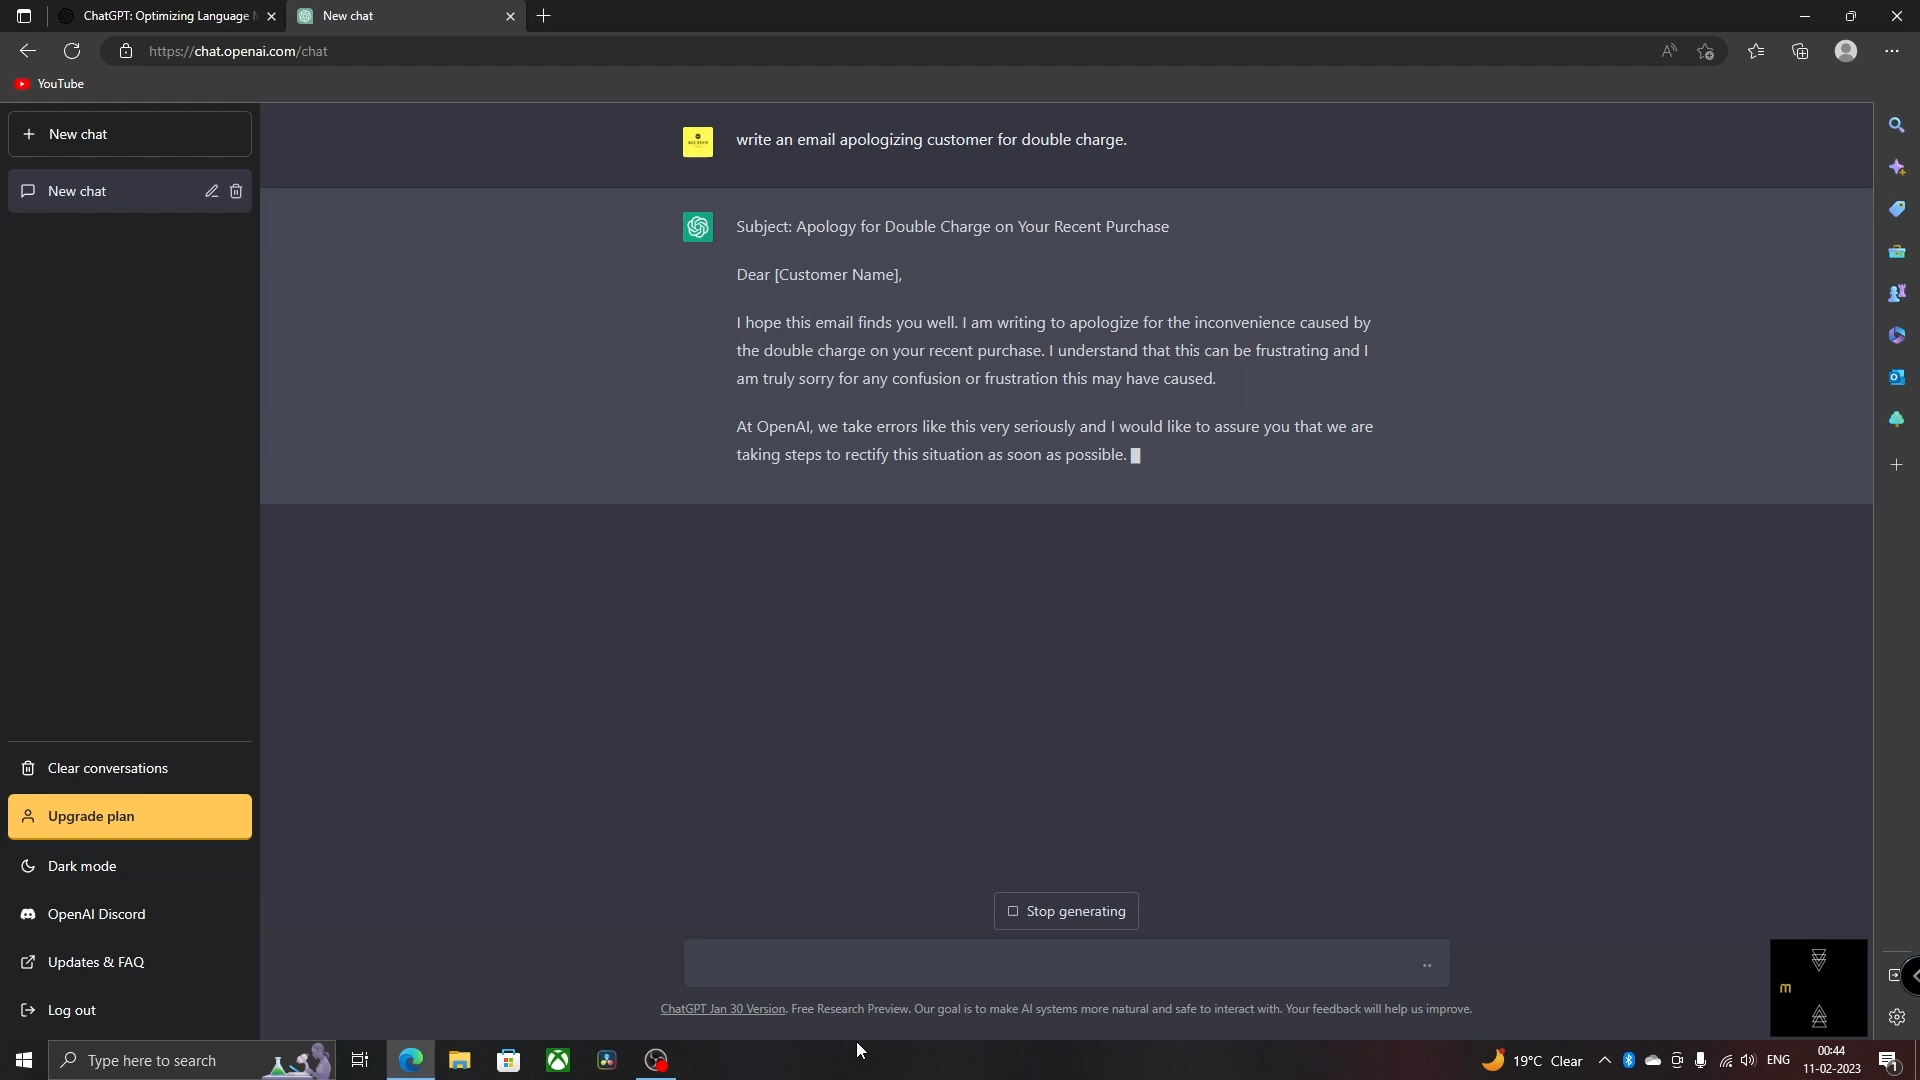 ChatGPT: Optimizing Language
New chat
https://chat.openai.com/chat
YouTube
New chat
New chat
write an email apologizing customer for double charge.
Subject: Apology for Double Charge on Your Recent Purchase
Dear [Customer Name],
I hope this email finds you well. I am writing to apologize for the inconvenience caused by
the double charge on your recent purchase. I understand that this can be frustrating and I
am truly sorry for any confusion or frustration this may have caused.
At OpenAI, we take errors like this very seriously and I would like to assure you that we are
taking steps to rectify this situation as soon as possible.
Clear conversations
Upgrade plan
Dark mode
OpenAI Discord
Updates & FAQ
Log out
Stop generating
ChatGPT Jan 30 Version. Free Research Preview. Our goal is to make AI systems more natural and safe to interact with. Your feedback will help us improve.
m
Type here to search
19°C Clear
ENG
00:44
11-02-2023
1